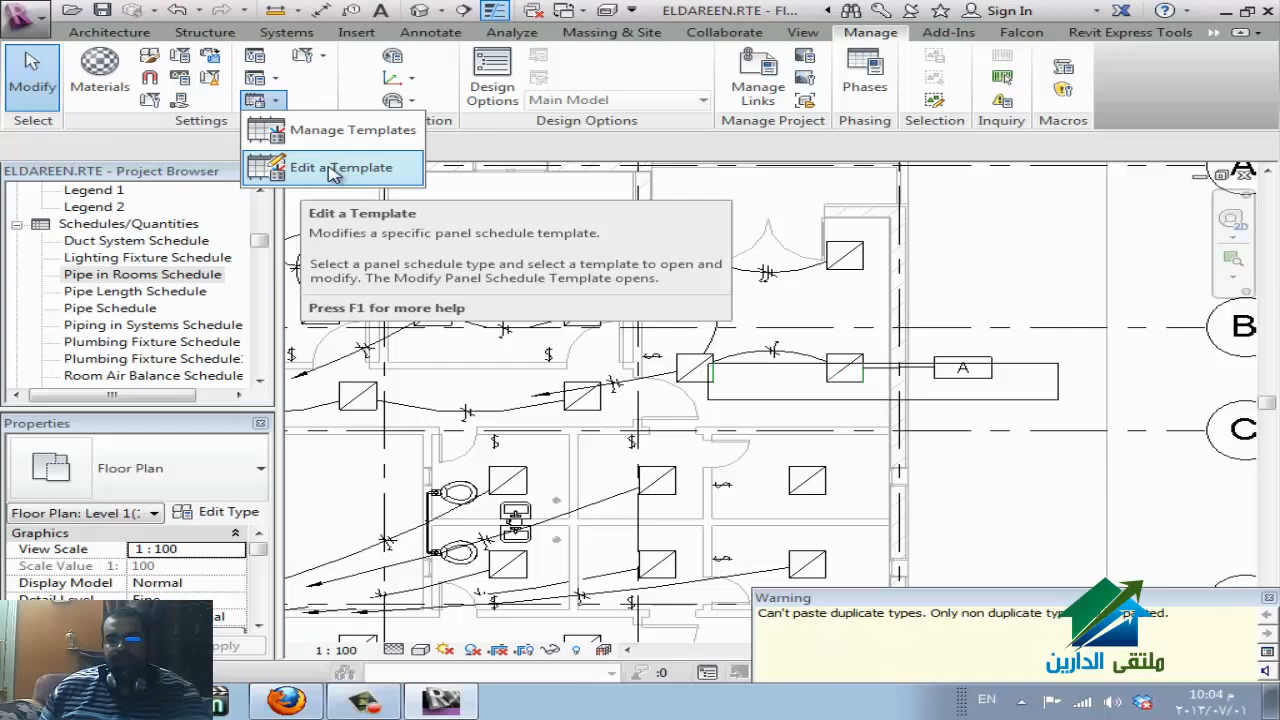 ELDAREEN.RTE - FI...
Sign In
Architecture Structure Systems Insert Annotate Analyze Massing & Site Collaborate View Manage Add-Ins Falcon Revit Express Tools
Modify
Materials
Design Options
Main Model
Manage Links
Phases
Select
Settings
Design Options
Manage Project
Phasing
Selection
Inquiry
Macros
Manage Templates
Edit a Template
Edit a Template
Modifies a specific panel schedule template.
Select a panel schedule type and select a template to open and
modify. The Modify Panel Schedule Template opens.
Press F1 for more help
ELDAREEN.RTE - Project Browser
Legend 1
Legend 2
Schedules/Quantities
Duct System Schedule
Lighting Fixture Schedule
Pipe in Rooms Schedule
Pipe Length Schedule
Pipe Schedule
Piping in Systems Schedule
Plumbing Fixture Schedule
Plumbing Fixture Schedule
Room Air Balance Schedule
Properties
Floor Plan
Floor Plan: Level 1(
Edit Type
Graphics
View Scale 1 : 100
Scale Value 1: 100
Display Model Normal
A
B
C
A
1 : 100
:0
Warning
Can't paste duplicate types. Only non duplicate
ملتقى الدارين
EN
10:04 م
٢٠١٣/٠٧/٠١